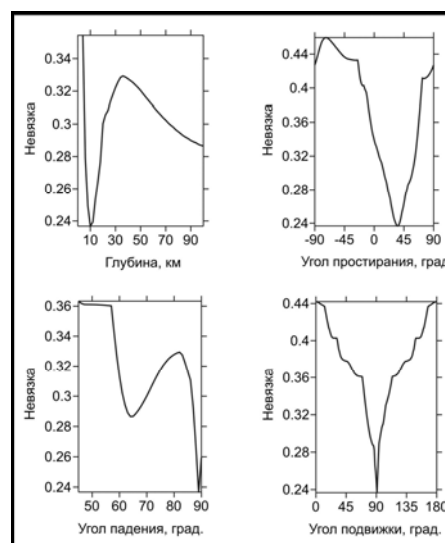 0.34
0.32
0.3
0.28
0.26
0.24
Невязка
10 30 50 70 90
Глубина, км
0.44
0.4
0.36
0.32
0.28
0.24
Невязка
-90 -45 0 45 90
Угол простирания, град
0.36
0.34
0.32
0.3
0.28
0.26
0.24
Невязка
50 60 70 80 90
Угол падения, град.
0.44
0.4
0.36
0.32
0.28
0.24
Невязка
0 45 90 135 180
Угол подвижки, град.